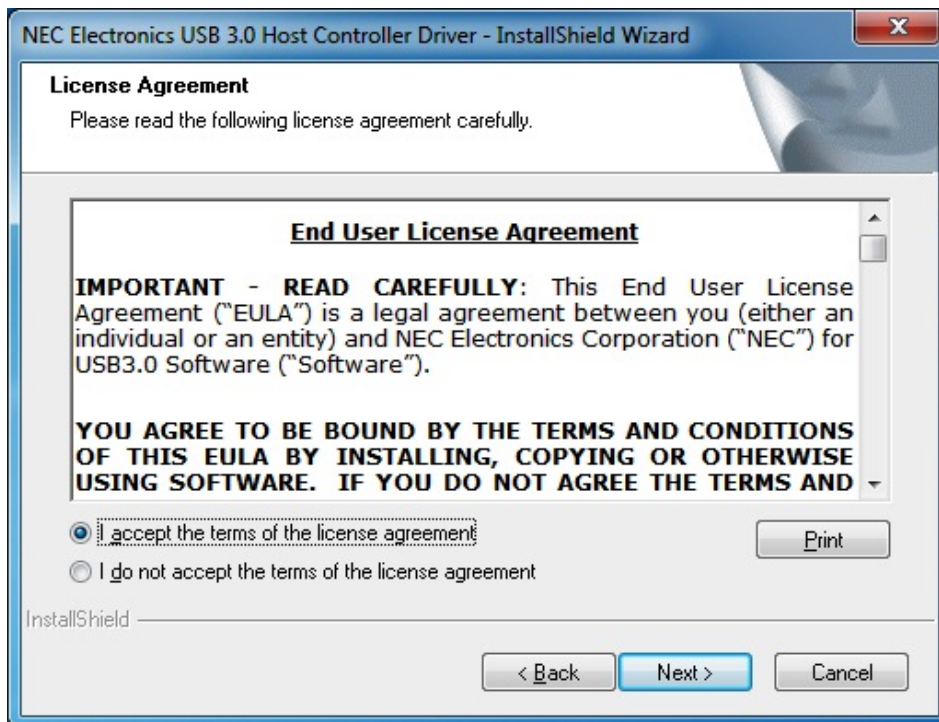 NEC Electronics USB 3.0 Host Controller Driver - InstallShield Wizard
License Agreement
Please read the following license agreement carefully.
End User License Agreement
IMPORTANT - READ CAREFULLY: This End User License
Agreement (“EULA”) is a legal agreement between you (either an
individual or an entity) and NEC Electronics Corporation (“NEC”) for
USB3.0 Software (“Software”).
YOU AGREE TO BE BOUND BY THE TERMS AND CONDITIONS
OF THIS EULA BY INSTALLING, COPYING OR OTHERWISE
USING SOFTWARE. IF YOU DO NOT AGREE THE TERMS AND
I accept the terms of the license agreement
Print
I do not accept the terms of the license agreement
InstallShield
< Back
Next >
Cancel